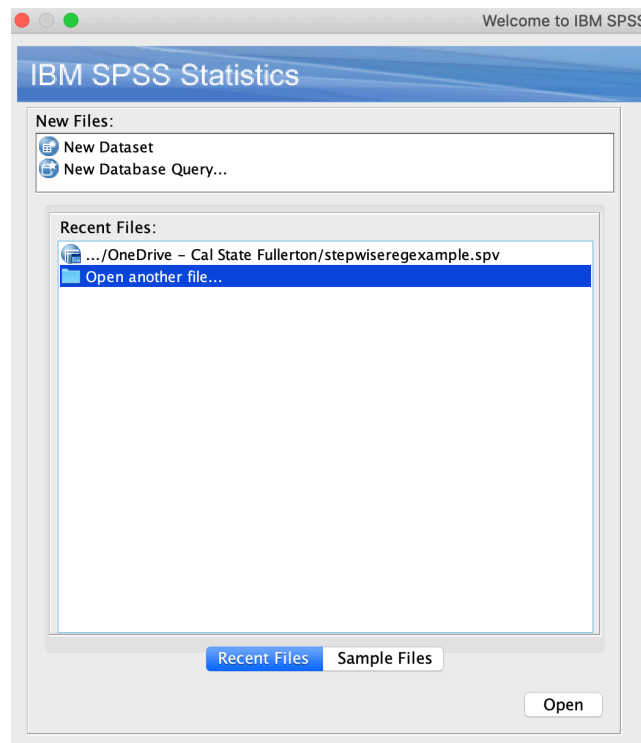 Welcome to IBM SPSS
IBM SPSS Statistics
New Files:
New Dataset
New Database Query...
Recent Files:
.../OneDrive – Cal State Fullerton/stepwiseregexample.spv
Open another file...
Recent Files Sample Files
Open